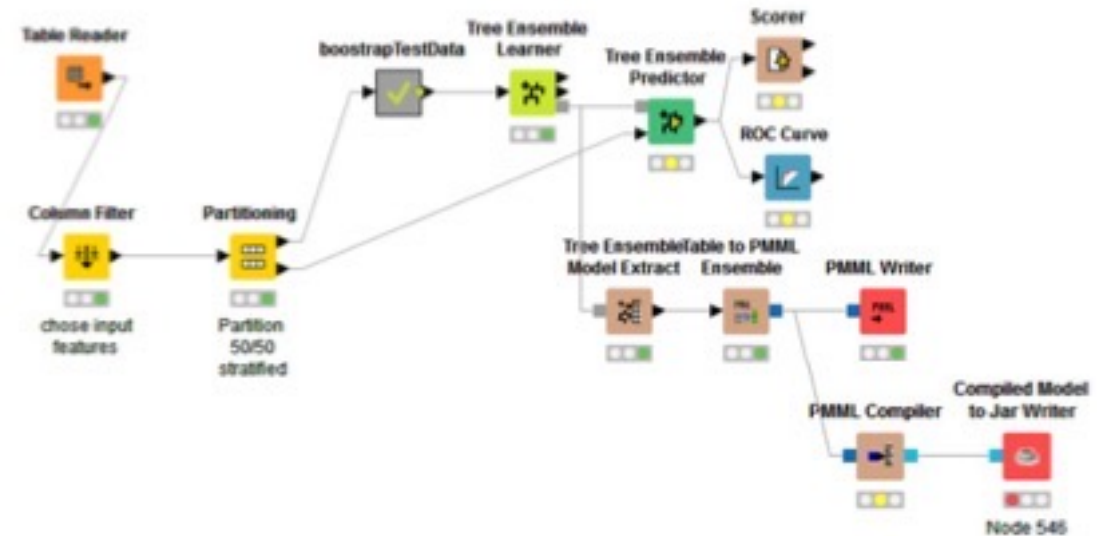 Table Reader
boostrapTestData
Tree Ensemble
Learner
Tree Ensemble
Predictor
Scorer
ROC Curve
Column Filter
chose input
features
Partitioning
Partition
50/50
stratified
Tree Ensemble
Model Extract
Table to PMML
Ensemble
PMML Writer
PMML Compiler
Compiled Model
to Jar Writer
Node 546